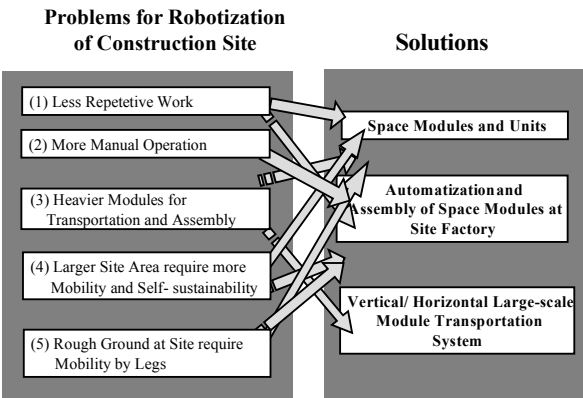 Problems for Robotization
of Construction Site
Solutions
(1) Less Repetetive Work
(2) More Manual Operation
(3) Heavier Modules for
Transportation and Assembly
(4) Larger Site Area require more
Mobility and Self- sustainability
(5) Rough Ground at Site require
Mobility by Legs
Space Modules and Units
Automatization and
Assembly of Space Modules at
Site Factory
Vertical/ Horizontal Large-scale
Module Transportation
System